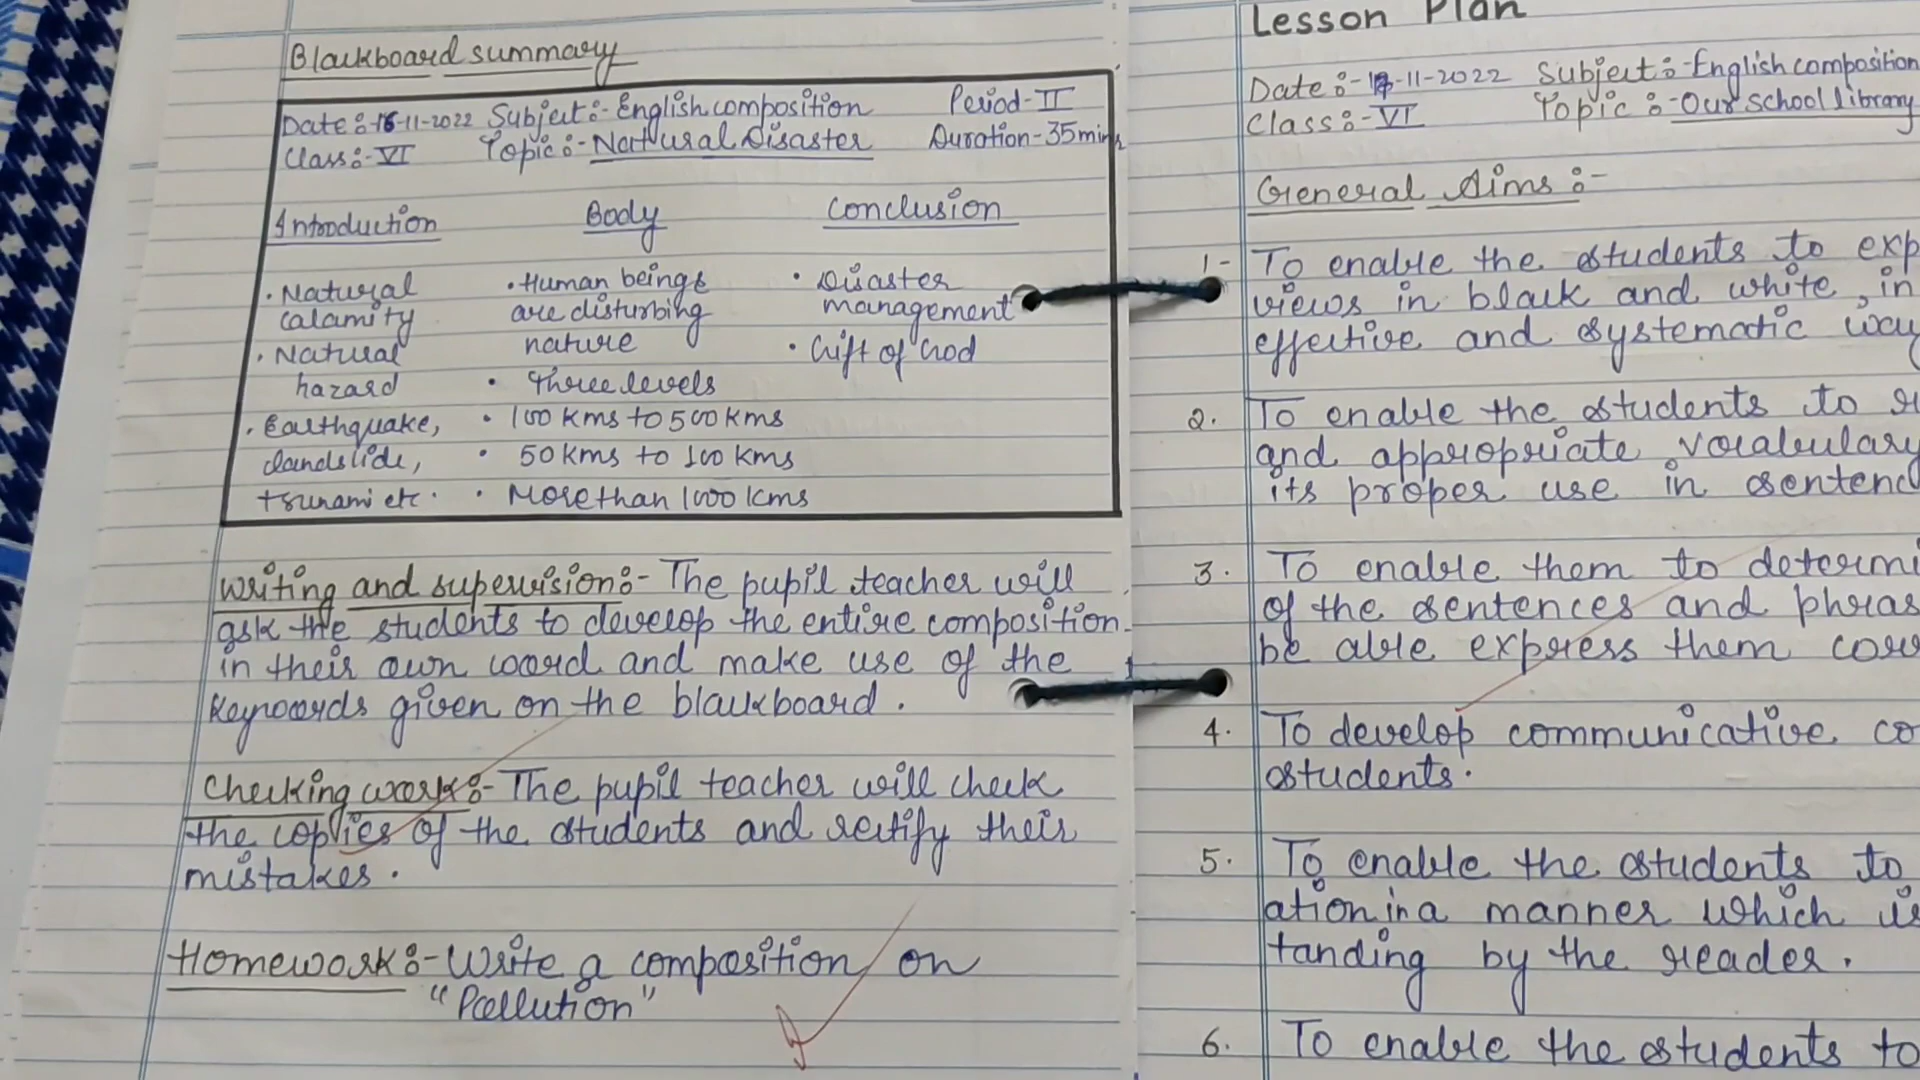 Blackboard summary
Date:-16-11-2022 Subject:-English composition Period-II
Class:-VI Topic:-Natural Disaster Duration-35mins
Introduction Body Conclusion
• Natural calamity
• Natural hazard
• Earthquake,
Landslide,
tsunami etc.
• Human beings
are disturbing
nature
• Three levels
• 100 kms to 500 kms
• 50 kms to 100 kms
• More than 1000 kms
• Disaster
management
• Gift of God
Writing and supervision:- The pupil teacher will
ask the students to develop the entire composition
in their own word and make use of the
keywords given on the blackboard.
Checking work:- The pupil teacher will check
the copies of the students and rectify their
mistakes.
Homework:- Write a composition on
"Pollution"
Lesson Plan
Date:-17-11-2022 Subject:-English composition
Class:-VI Topic:-Our School library
General Aims:-
1- To enable the students to exp
views in black and white, in
effective and systematic way
2. To enable the students to
and appropriate vocabulary
its proper use in sentenc
3. To enable them to determi
of the sentences and phras
be able express them
4. To develop communicative co
students.
5. To enable the students to
ation in a manner which is
tanding by the reader.
6. To enable the students to